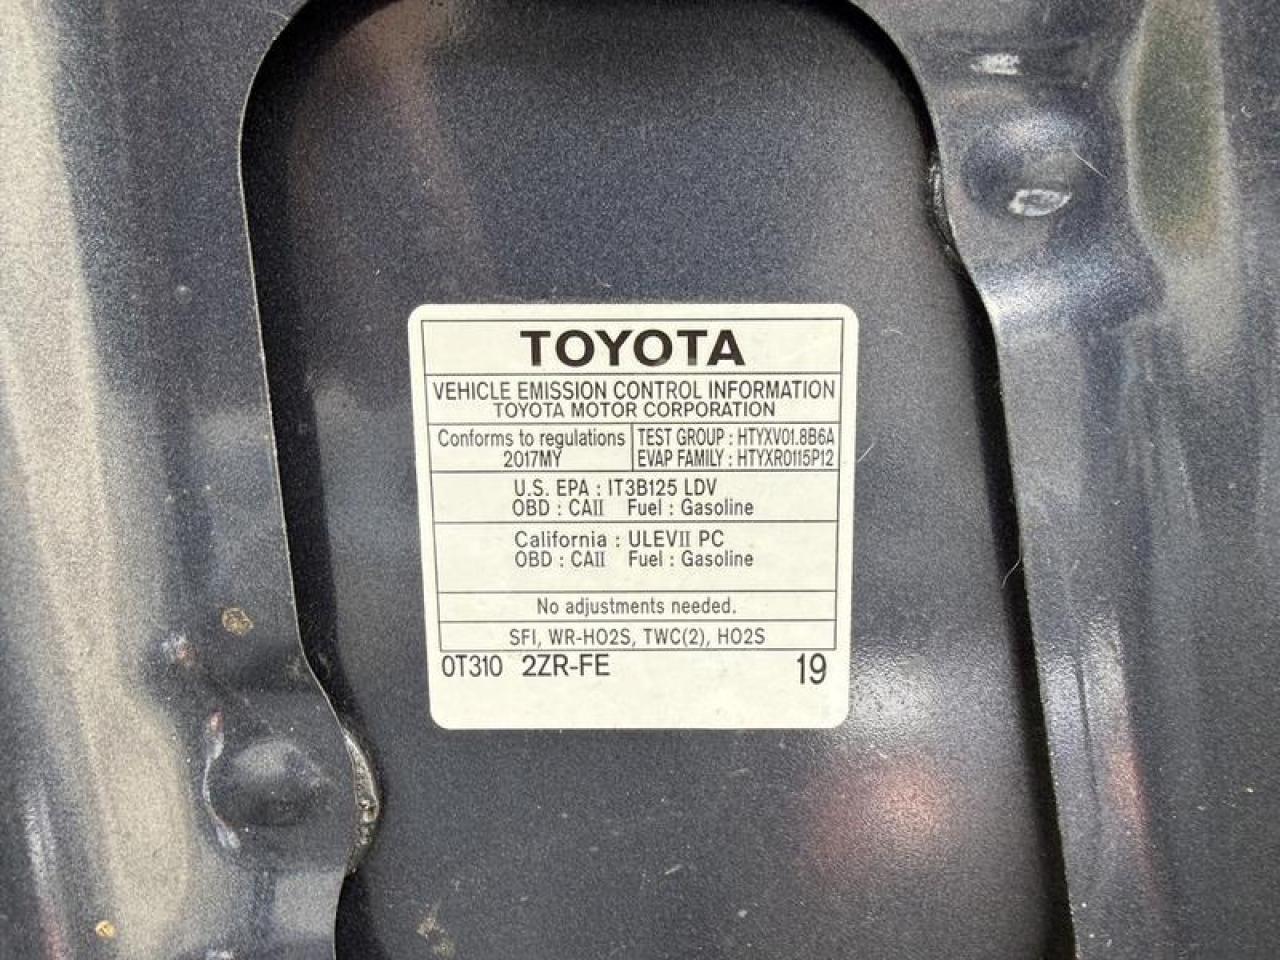 TOYOTA
VEHICLE EMISSION CONTROL INFORMATION
TOYOTA MOTOR CORPORATION
Conforms to regulations
2017MY
TEST GROUP : HTYXV01.8B6A
EVAP FAMILY : HTYXR0115P12
U.S. EPA : IT3B125 LDV
OBD : CAII Fuel : Gasoline
California : ULEVII PC
OBD : CAII Fuel : Gasoline
No adjustments needed.
SFI, WR-HO2S, TWC(2), HO2S
0T310 2ZR-FE 19